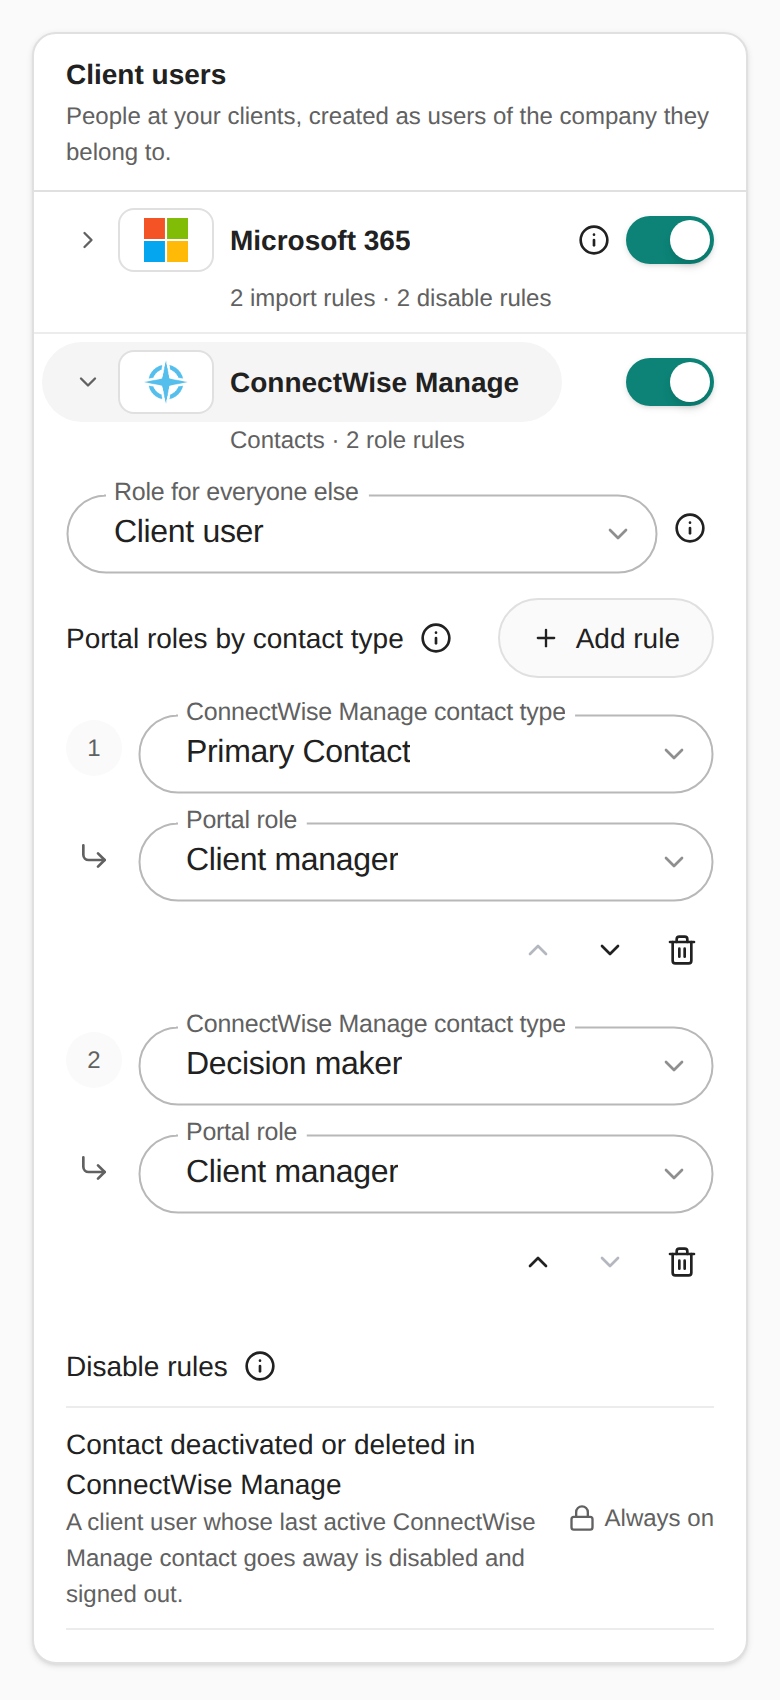 Client users
People at your clients, created as users of the company they
belong to.
Microsoft 365
2 import rules · 2 disable rules
ConnectWise Manage
Contacts · 2 role rules
Role for everyone else
Client user
Portal roles by contact type
Add rule
ConnectWise Manage contact type
1
Primary Contact
Portal role
Client manager
ConnectWise Manage contact type
2
Decision maker
Portal role
Client manager
Disable rules
Contact deactivated or deleted in
ConnectWise Manage
A client user whose last active ConnectWise
Manage contact goes away is disabled and
signed out.
Always on